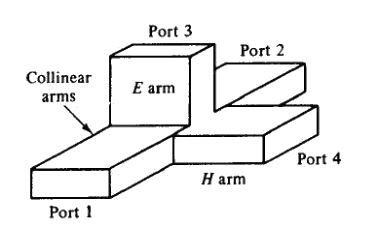 Port 3
Port 2
Collinear
arms
E arm
Port 4
H arm
Port 1